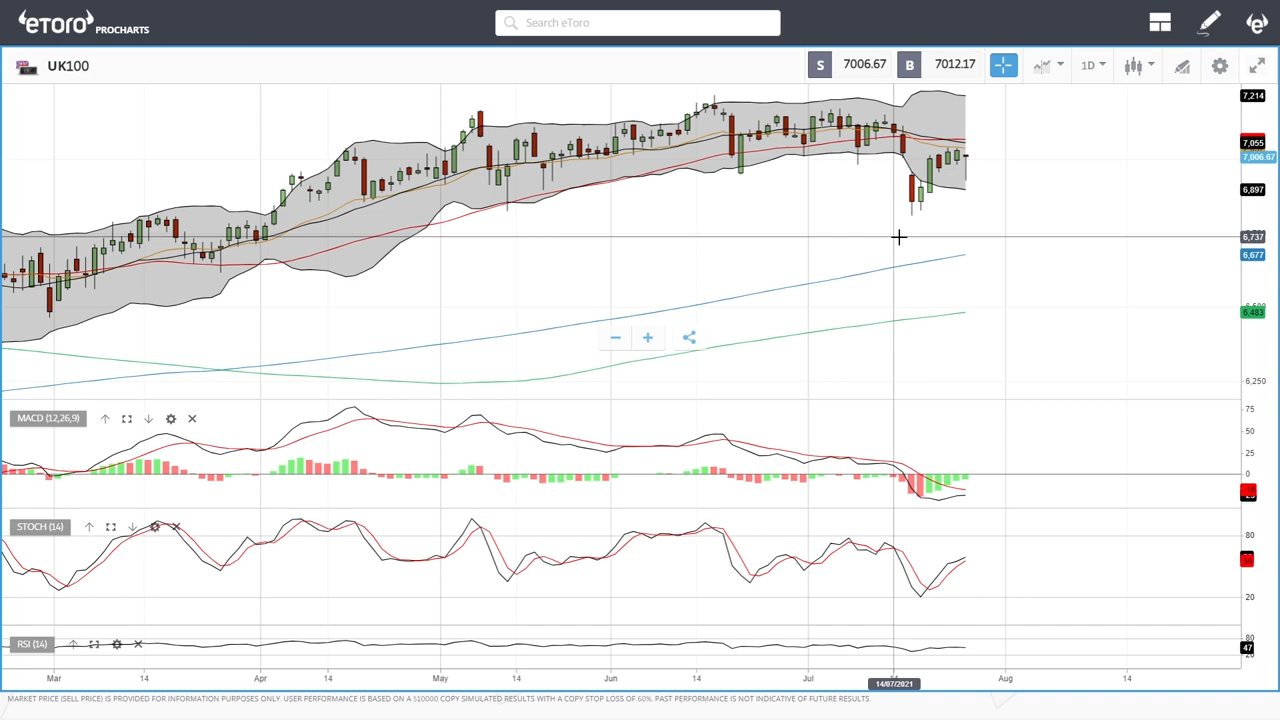 eToro PROCHARTS
Search eToro
UK100
S 7006.67 B 7012.17
1D
7,214
7,055
7,006.67
6,897
6,737
6,677
6,483
6,250
MACD (12,26,9)
75
50
25
0
STOCH (14)
80
20
RSI (14)
80
47
20
Mar 14 Apr 14 May 14 Jun 14 Jul 14 Aug 14
14/07/2021
MARKET PRICE (SELL PRICE) IS PROVIDED FOR INFORMATION PURPOSES ONLY. USER PERFORMANCE IS BASED ON A $10000 COPY SIMULATED RESULTS WITH A COPY STOP LOSS OF 60%. PAST PERFORMANCE IS NOT INDICATIVE OF FUTURE RESULTS.